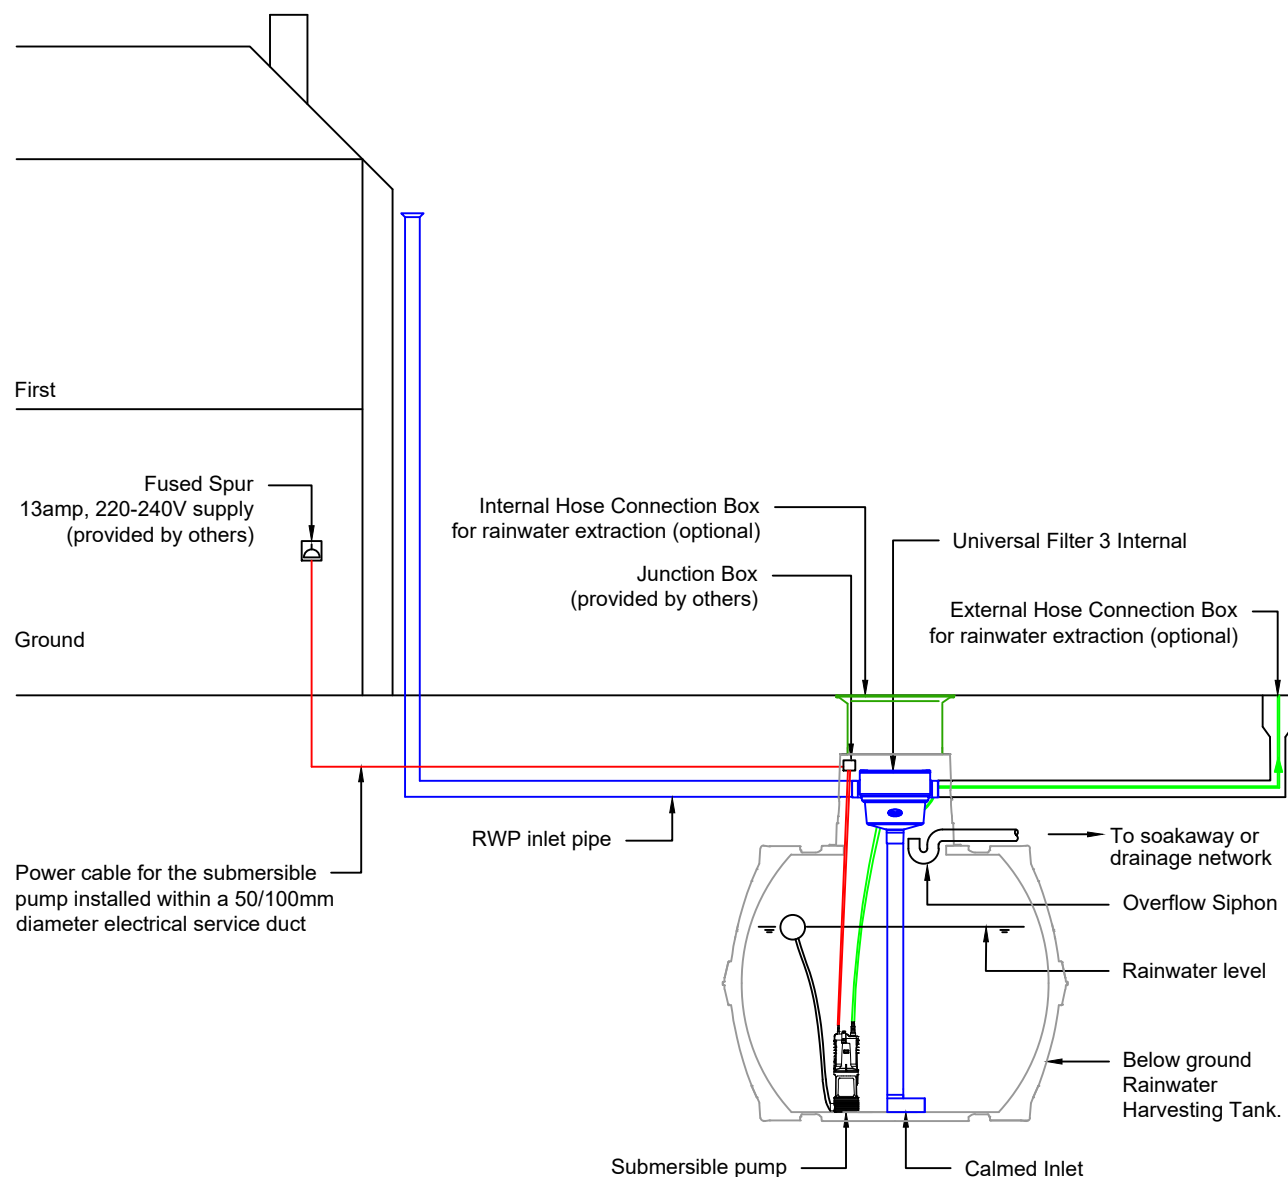 First
Fused Spur
13amp, 220-240V supply
(provided by others)
Internal Hose Connection Box
for rainwater extraction (optional)
Universal Filter 3 Internal
Junction Box
(provided by others)
External Hose Connection Box
for rainwater extraction (optional)
Ground
RWP inlet pipe
To soakaway or
drainage network
Power cable for the submersible
pump installed within a 50/100mm
diameter electrical service duct
Overflow Siphon
Rainwater level
Below ground
Rainwater
Harvesting Tank.
Submersible pump
Calmed Inlet